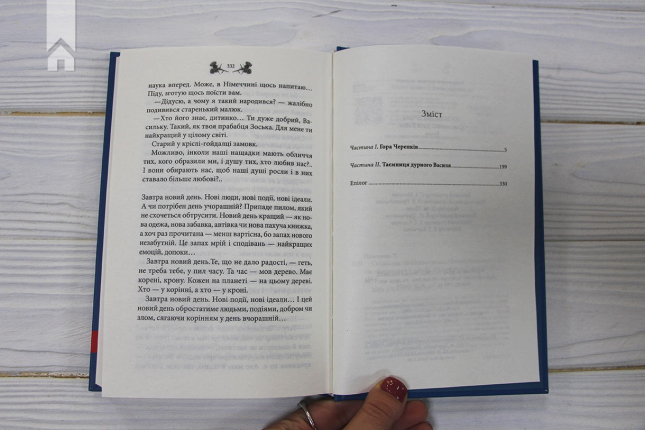 332
наука вперед. Може, в Німеччині щось напитаю…
Піду, зготую щось поїсти вам.
—Дідусю, а чому я такий народився? — жалібно
подивився старенький малюк.
—Хто його знає, дитинко… Ти дуже добрий, Ва-
сильку. Такий, як твоя прабабця Зоська. Для мене ти
найкращий у цілому світі.
Старий у кріслі-гойдалці замовк.
Можливо, інколи наші нащадки мають обличчя
тих, кого образили ми, і душу тих, хто любив нас?..
І вони обирають нас, щоб наші душі росли і в них
ставало більше любові?..
Завтра новий день. Нові люди, нові події, нові ідеали.
А чи потрібен день учорашній? Припаде пилом, який
не схочеться обтрусити. Новий день кращий — як но-
ва одежа, нова забавка, автівка чи нова пахуча книжка,
а хоч раз прочитана — менш вартісна, бо запах нового
незабутній. Це запах мрій і сподівань — найкращих
емоцій, допоки…
Завтра новий день.Те, що не дало радості, — геть,
не треба тебе, у цих часу. Та час — мов дерево. Має
корені, крону. Кожен на планеті — на цьому дереві.
Хто — у корінні, а хто — у кроні.
Завтра новий день. Нові події, нові ідеали… І цей
новий день обростатиме людьми, подіями, добром чи
злом, сягаючи корінням у день вчорашній…
Зміст
Частина I. Гора Черепків 5
Частина II. Таємниця дурного Василя 199
Епілог 330